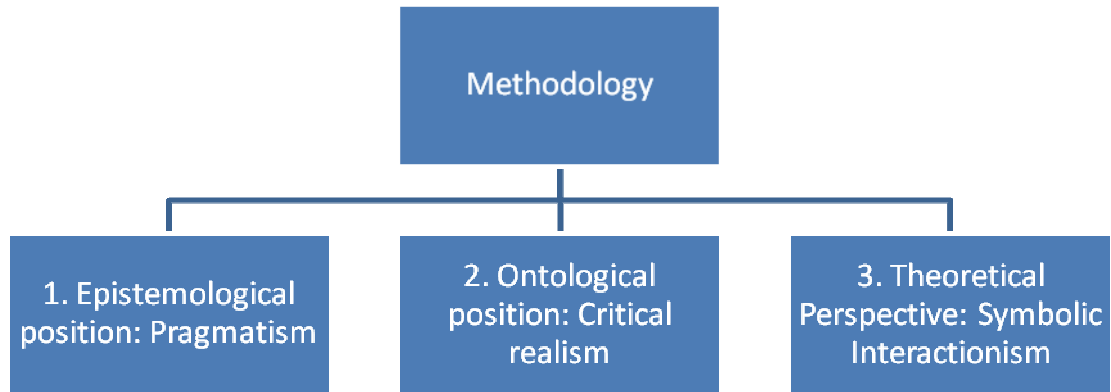 Methodology
1. Epistemological
position: Pragmatism
2. Ontological
position: Critical
realism
3. Theoretical
Perspective: Symbolic
Interactionism